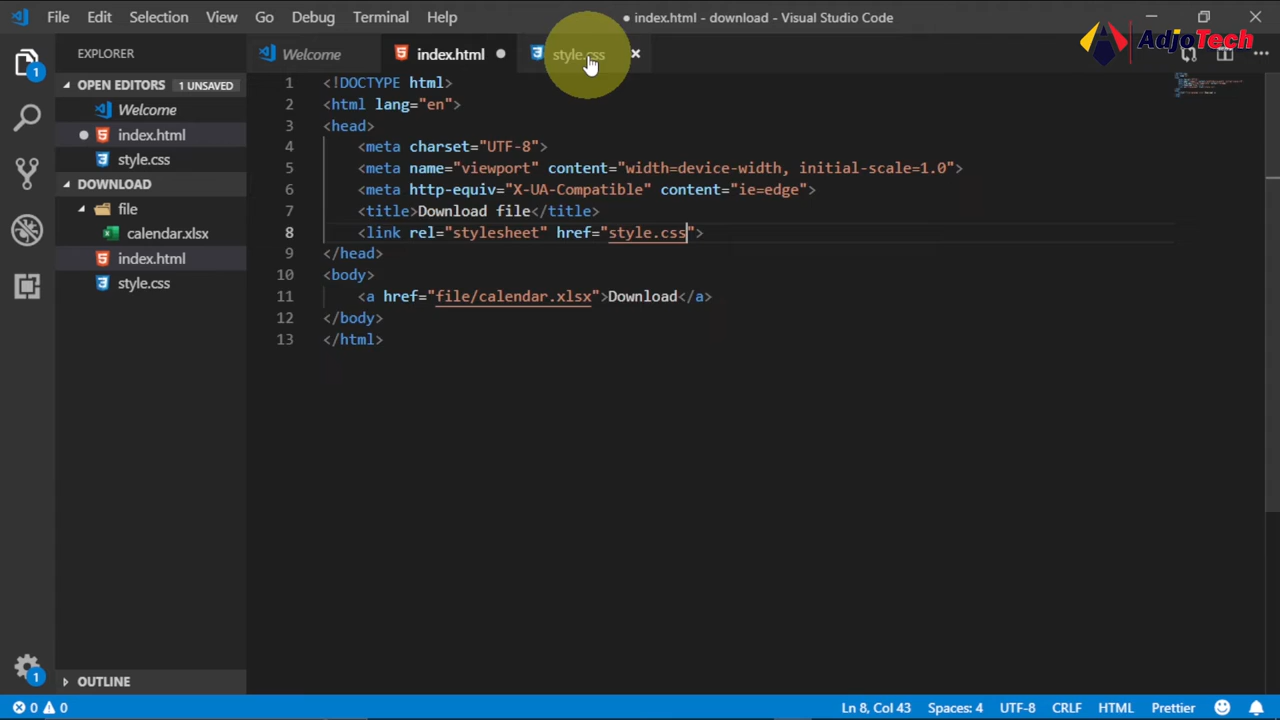 File Edit Selection View Go Debug Terminal Help
● index.html - download - Visual Studio Code
AdjoTech
EXPLORER
Welcome
index.html
style.css
OPEN EDITORS 1 UNSAVED
Welcome
index.html
style.css
DOWNLOAD
file
calendar.xlsx
index.html
style.css
OUTLINE
1
1
1 <!DOCTYPE html>
2 <html lang="en">
3 <head>
4 <meta charset="UTF-8">
5 <meta name="viewport" content="width=device-width, initial-scale=1.0">
6 <meta http-equiv="X-UA-Compatible" content="ie=edge">
7 <title>Download file</title>
8 <link rel="stylesheet" href="style.css">
9 </head>
10 <body>
11 <a href="file/calendar.xlsx">Download</a>
12 </body>
13 </html>
0 0 Ln 8, Col 43 Spaces: 4 UTF-8 CRLF HTML Prettier